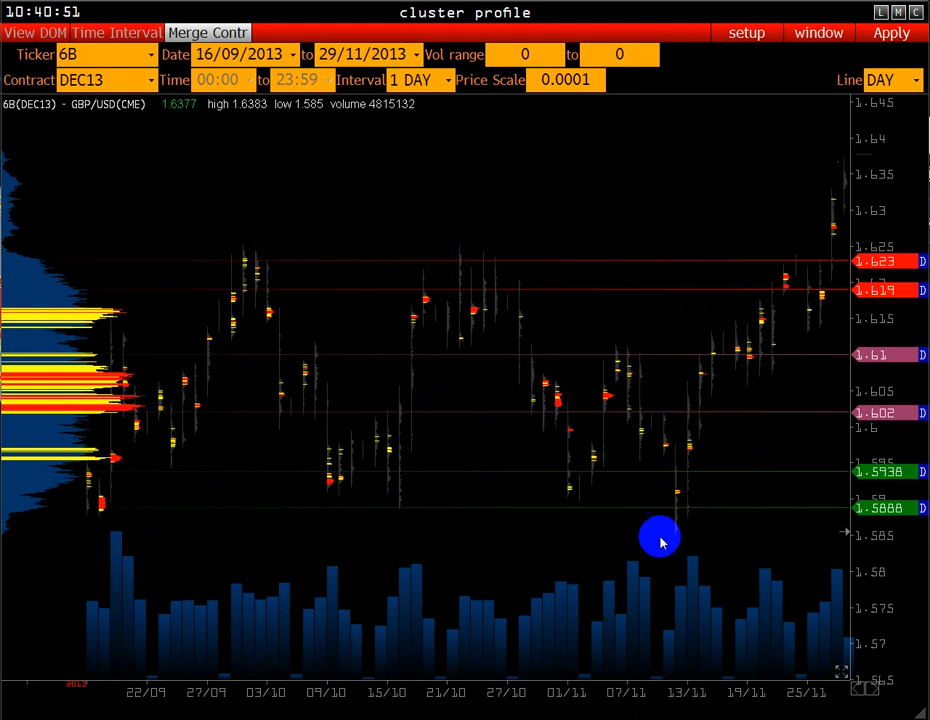 10:40:51 cluster profile L M C
View DOM Time Interval Merge Contr setup window Apply
Ticker 6B Date 16/09/2013 to 29/11/2013 Vol range 0 to 0
Contract DEC13 Time 00:00 to 23:59 Interval 1 DAY Price Scale 0.0001 Line DAY
6B(DEC13) - GBP/USD(CME) 1.6377 high 1.6383 low 1.585 volume 4815132
1.645
1.64
1.635
1.63
1.625
1.623 D
1.619 D
1.615
1.61 D
1.605
1.602 D
1.6
1.595
1.5938 D
1.59
1.5888 D
1.585
1.58
1.575
1.57
1.565
2013 22/09 27/09 03/10 09/10 15/10 21/10 27/10 01/11 07/11 13/11 19/11 25/11